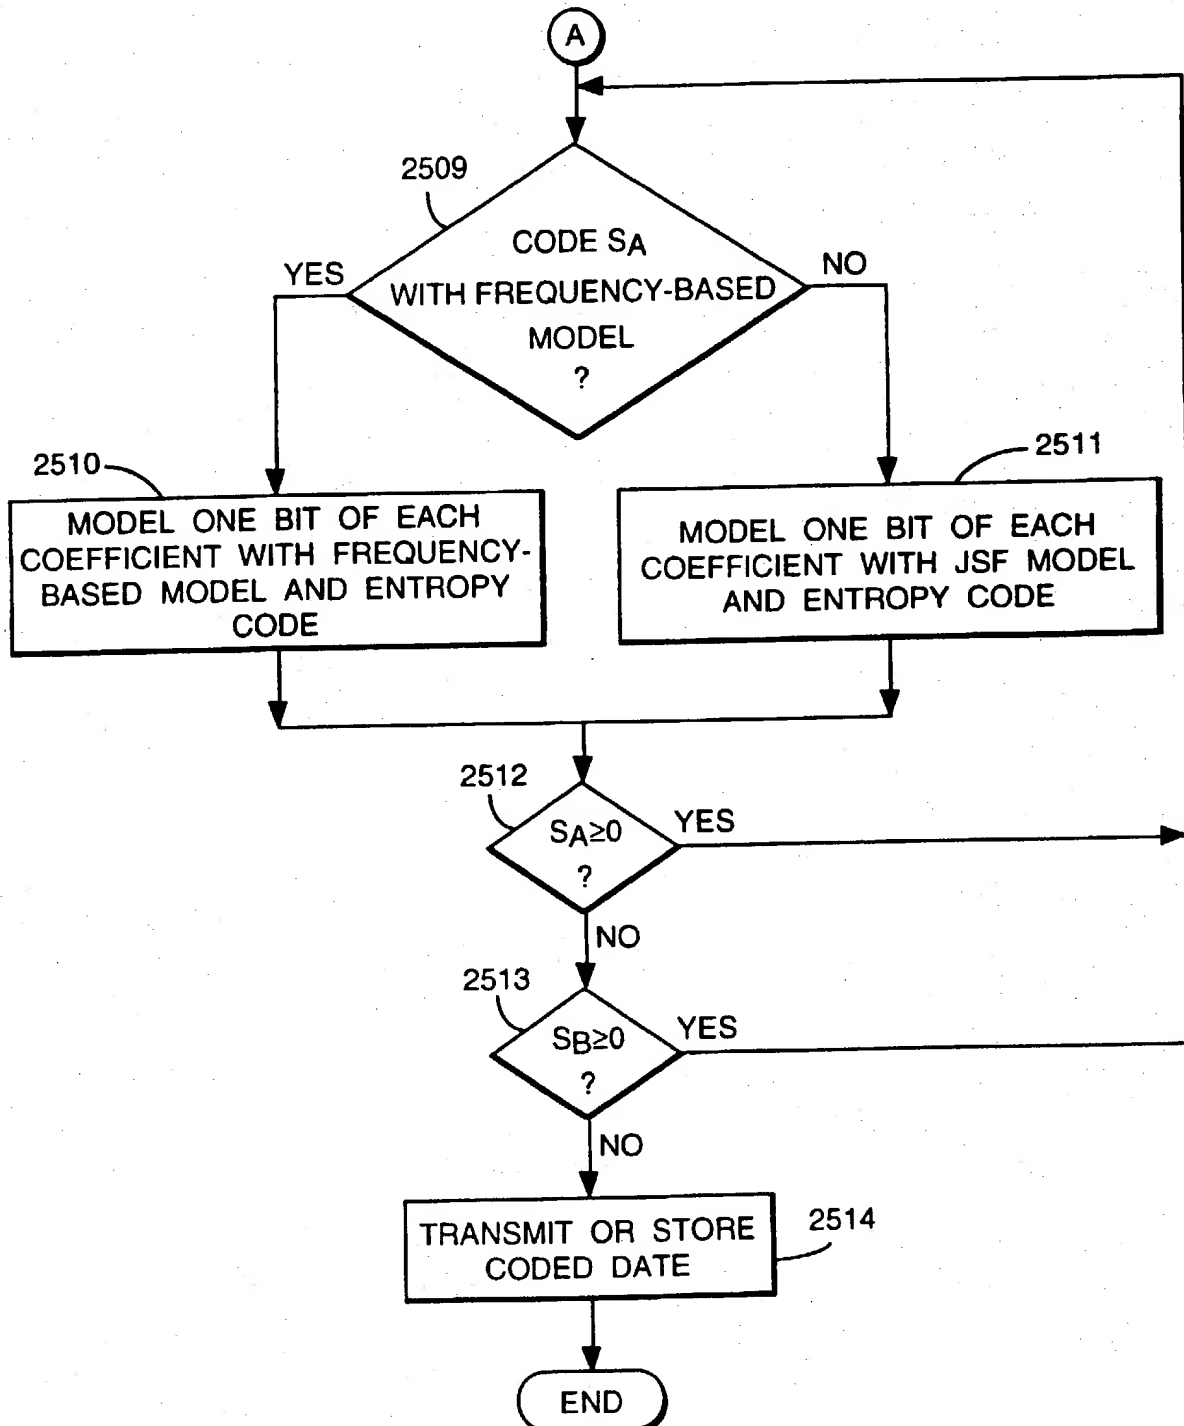 A
2509
CODE SA
WITH FREQUENCY-BASED
MODEL
?
YES
NO
2510
MODEL ONE BIT OF EACH
COEFFICIENT WITH FREQUENCY-
BASED MODEL AND ENTROPY
CODE
2511
MODEL ONE BIT OF EACH
COEFFICIENT WITH JSF MODEL
AND ENTROPY CODE
2512
SA≥0
?
YES
NO
2513
SB≥0
?
YES
NO
TRANSMIT OR STORE
CODED DATE
2514
END